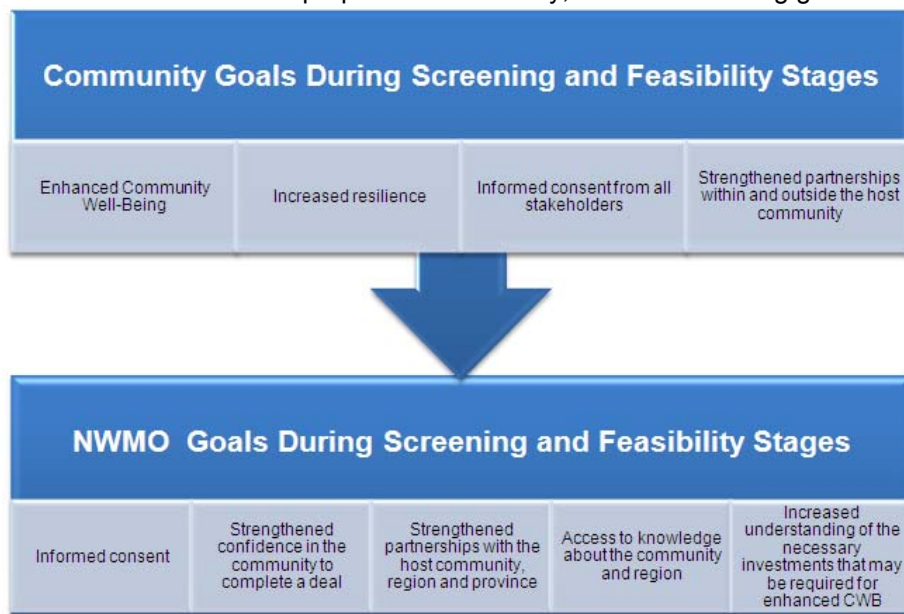 Community Goals During Screening and Feasibility Stages
Enhanced Community
Well-Being
Increased resilience
Informed consent from all
stakeholders
Strengthened partnerships
within and outside the host
community
NWMO Goals During Screening and Feasibility Stages
Informed consent
Strengthened
confidence in the
community to
complete a deal
Strengthened
partnerships with the
host community,
region and province
Access to knowledge
about the community
and region
Increased
understanding of the
necessary
investments that may
be required for
enhanced CWB